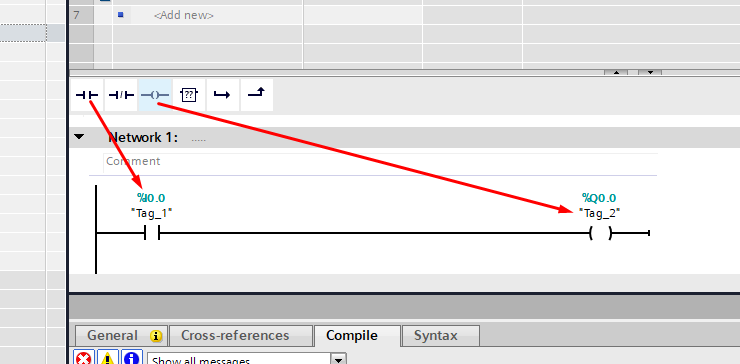 7 <Add new>
??
Network 1: .....
Comment
%I0.0 %Q0.0
"Tag_1" "Tag_2"
General Cross-references Compile Syntax
Show all messages